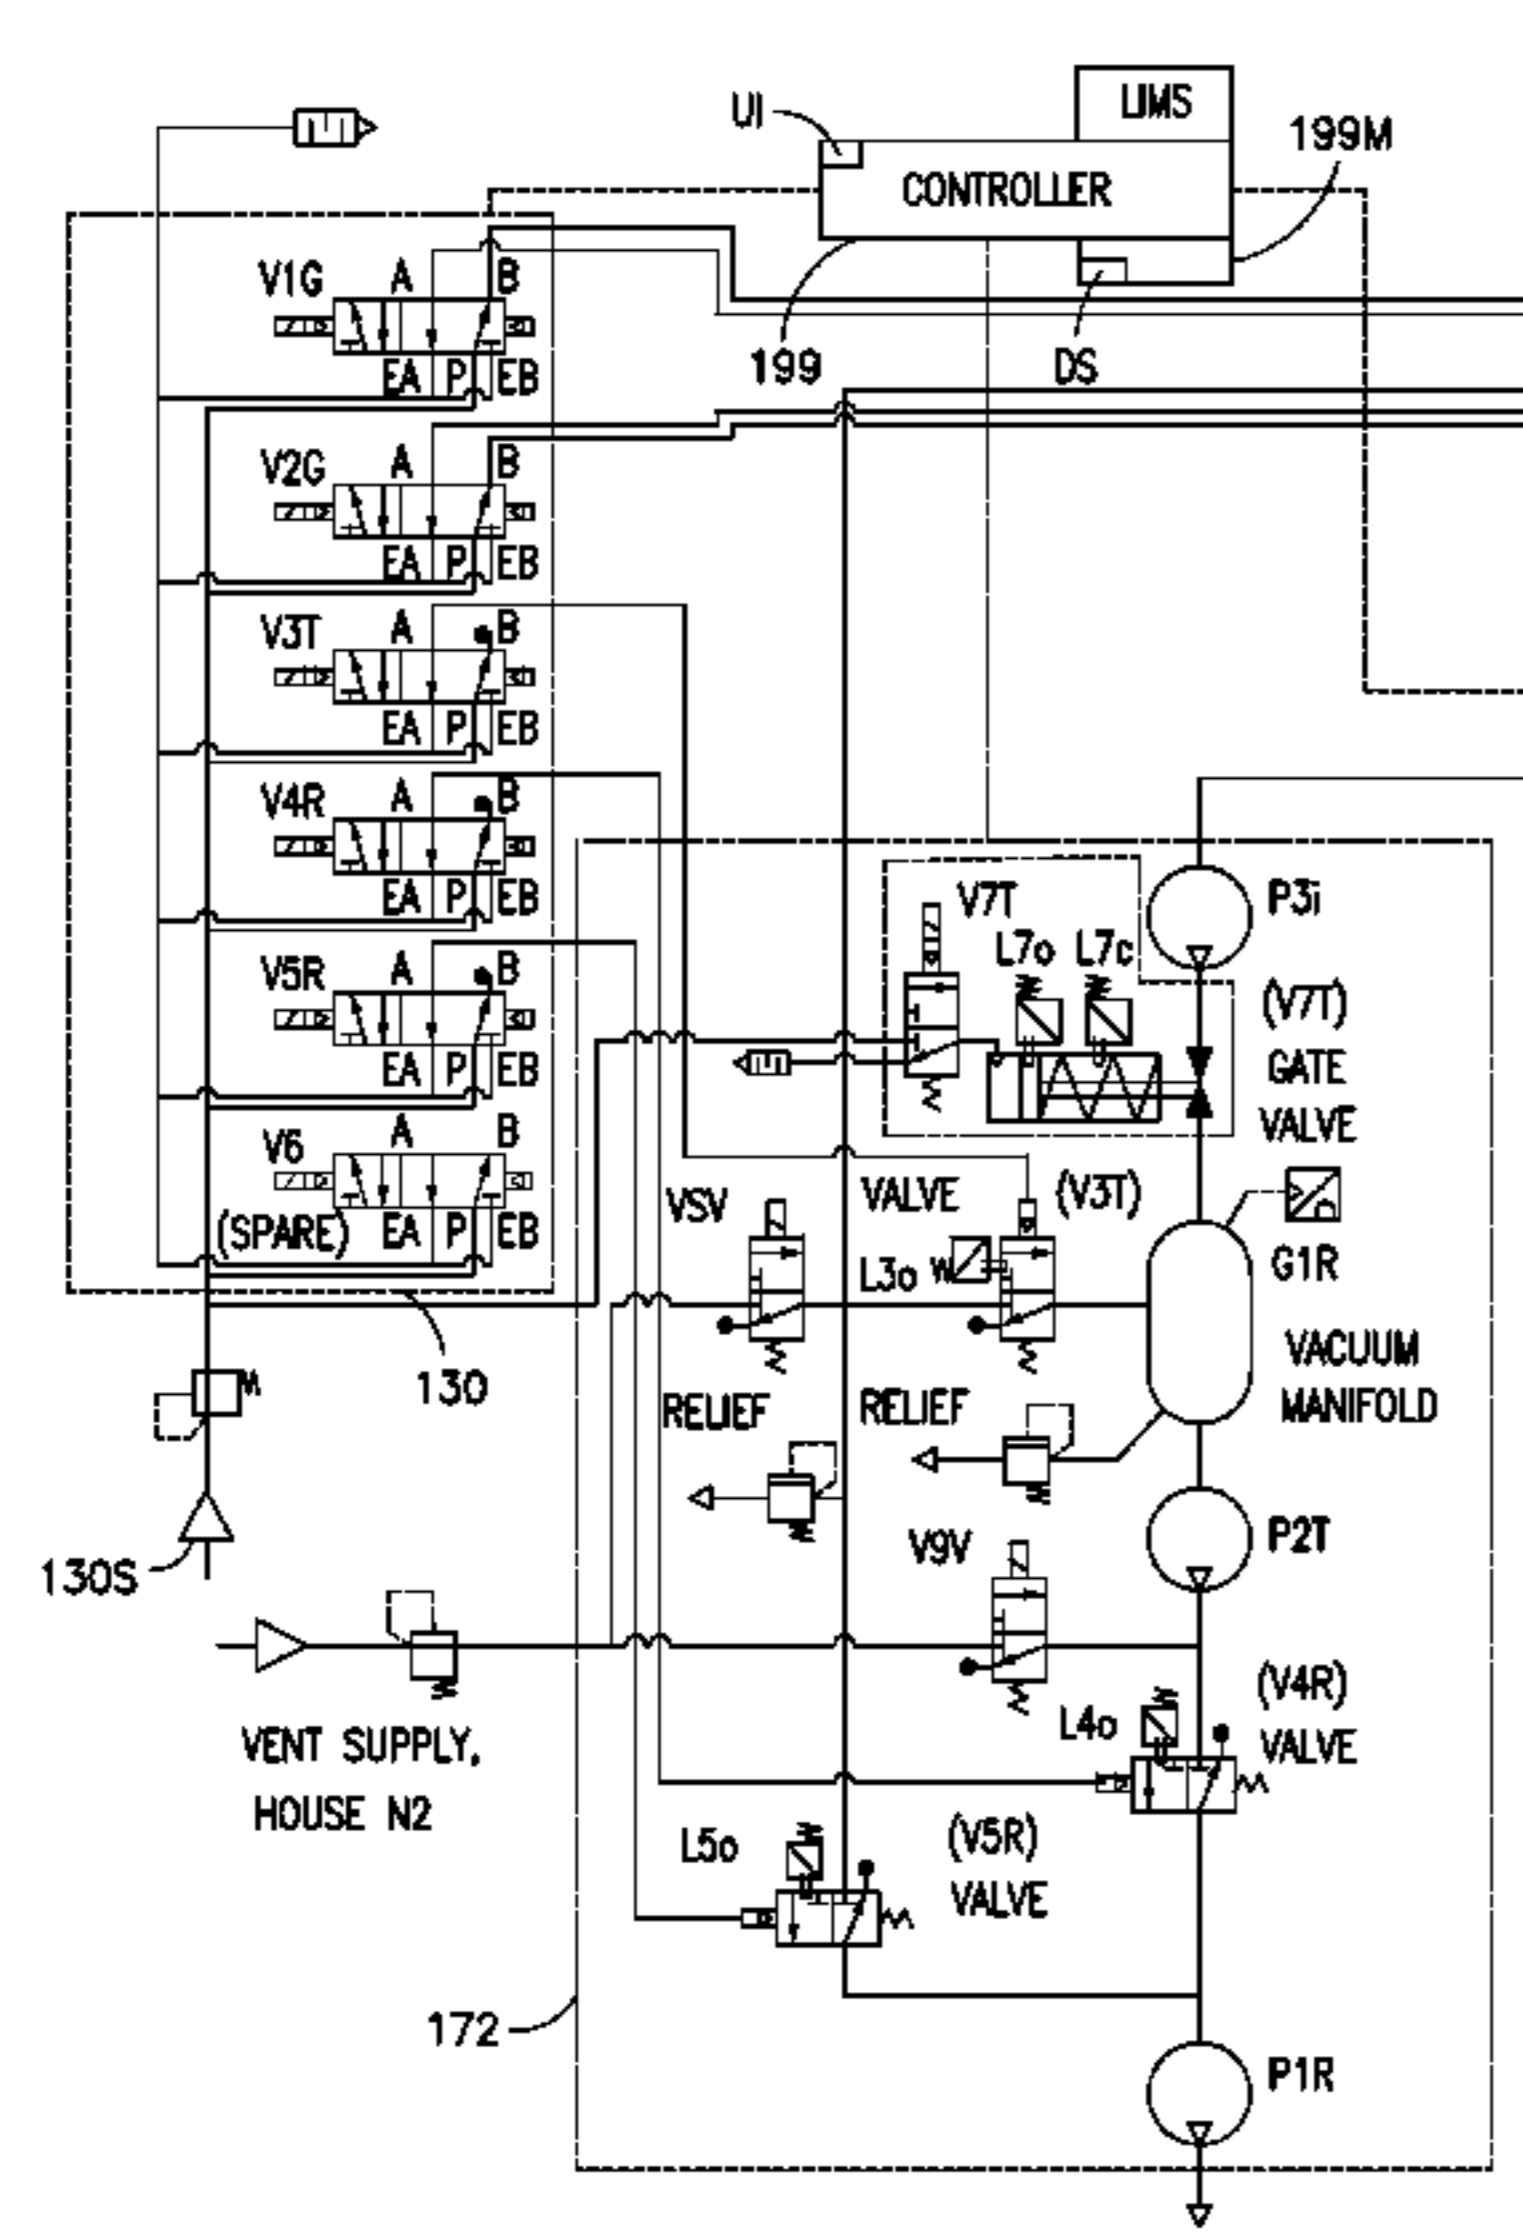 LIMS
UI
199M
CONTROLLER
199
DS
V1G A B
EA P EB
V2G A B
EA P EB
V3T A B
EA P EB
V4R A B
EA P EB
V5R A B
EA P EB
V6 A B
(SPARE) EA P EB
130
130S
P3i
V7T
L7o L7c
(V7T)
GATE
VALVE
VSV
VALVE (V3T)
L3o
G1R
VACUUM
MANIFOLD
RELIEF
RELIEF
P2T
V9V
VENT SUPPLY,
HOUSE N2
L4o
(V4R)
VALVE
L5o
(V5R)
VALVE
172
P1R